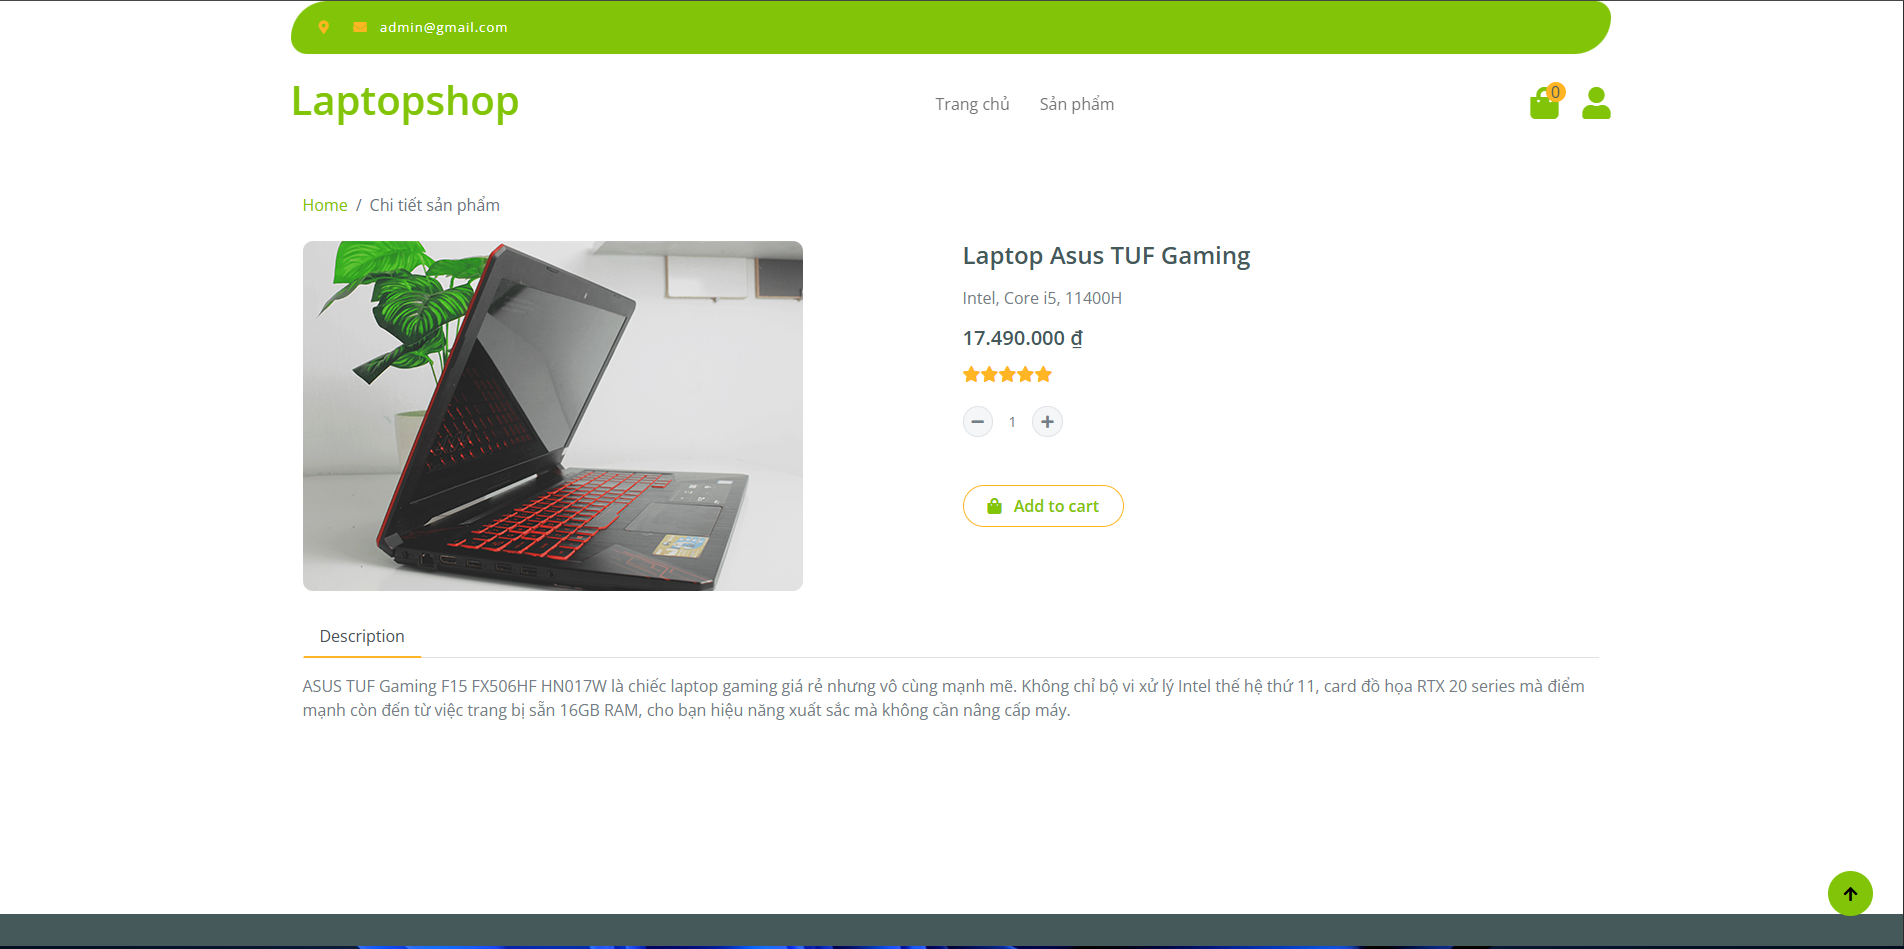 admin@gmail.com
Laptopshop
Trang chủ
Sản phẩm
0
Home / Chi tiết sản phẩm
Laptop Asus TUF Gaming
Intel, Core i5, 11400H
17.490.000 ₫
1
Add to cart
Description
ASUS TUF Gaming F15 FX506HF HN017W là chiếc laptop gaming giá rẻ nhưng vô cùng mạnh mẽ. Không chỉ bộ vi xử lý Intel thế hệ thứ 11, card đồ họa RTX 20 series mà điểm
mạnh còn đến từ việc trang bị sẵn 16GB RAM, cho bạn hiệu năng xuất sắc mà không cần nâng cấp máy.